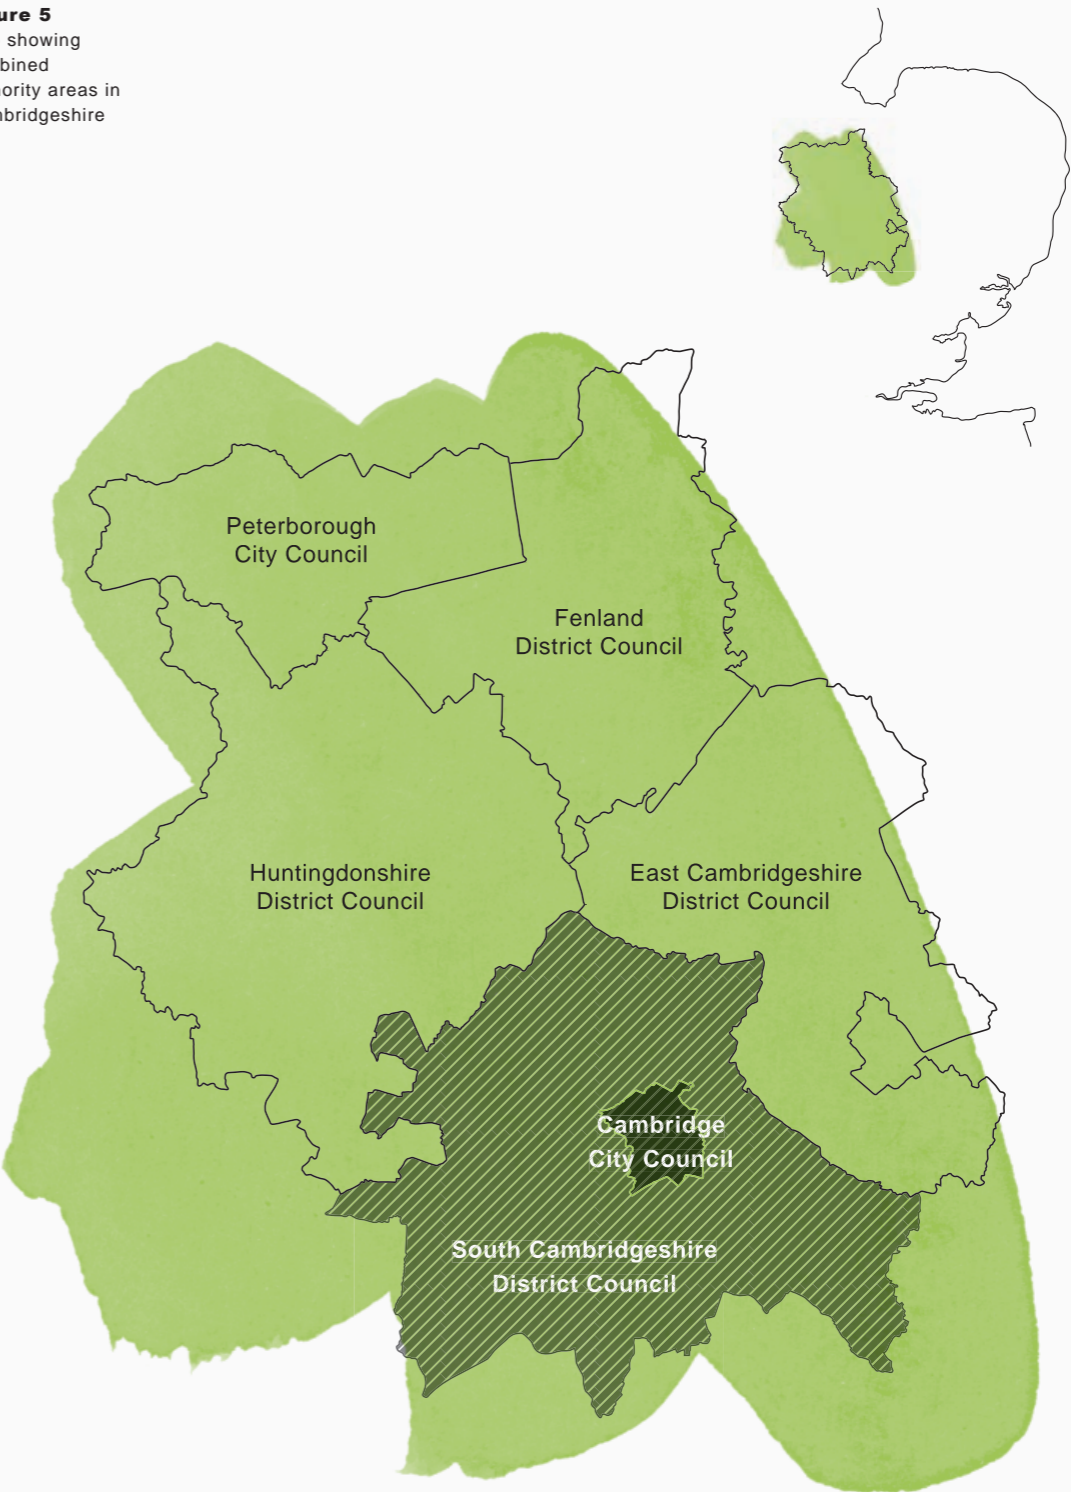 ure 5
showing
bined
ority areas in
bridgeshire
Peterborough
City Council
Fenland
District Council
Huntingdonshire
District Council
East Cambridgeshire
District Council
Cambridge
City Council
South Cambridgeshire
District Council